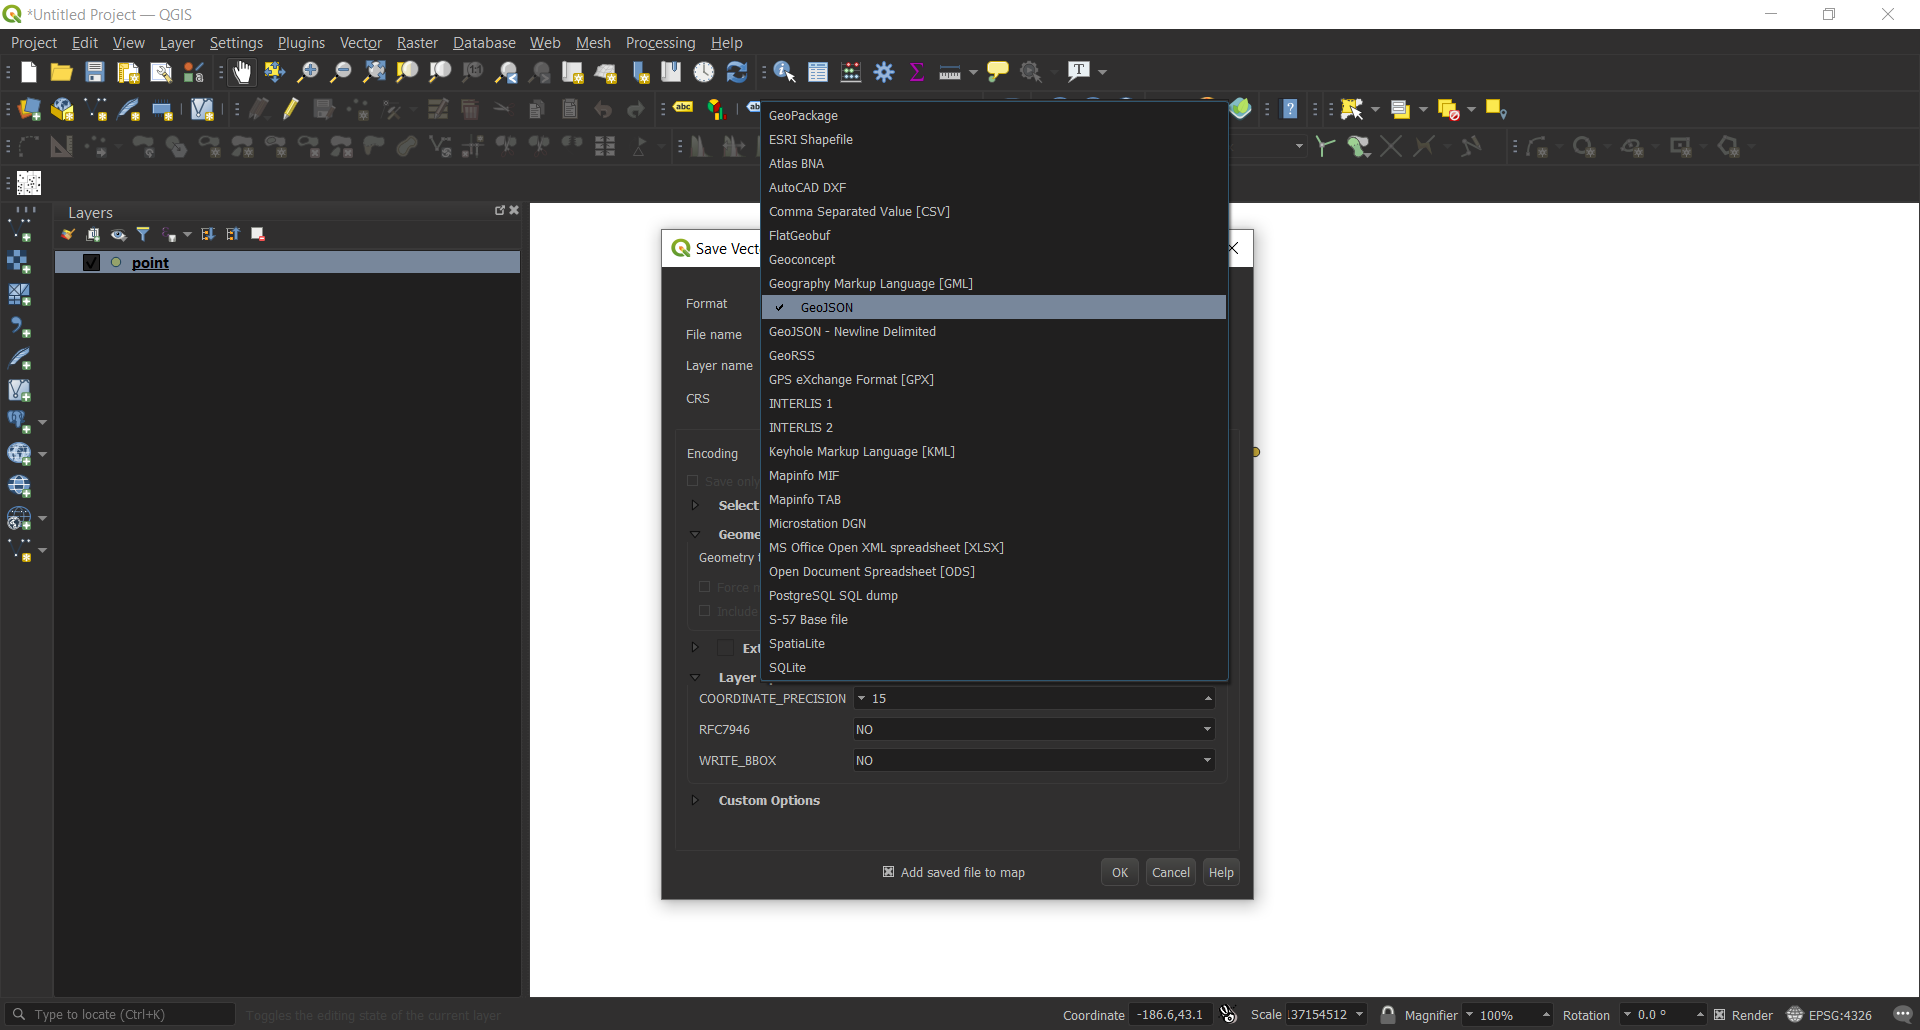 *Untitled Project — QGIS
Project Edit View Layer Settings Plugins Vector Raster Database Web Mesh Processing Help
Layers
point
Save Vect
Format
File name
Layer name
CRS
Encoding
Save only
Select
Geome
Geometry t
Force
Include
Ext
Layer
GeoPackage
ESRI Shapefile
Atlas BNA
AutoCAD DXF
Comma Separated Value [CSV]
FlatGeobuf
Geoconcept
Geography Markup Language [GML]
GeoJSON
GeoJSON - Newline Delimited
GeoRSS
GPS eXchange Format [GPX]
INTERLIS 1
INTERLIS 2
Keyhole Markup Language [KML]
Mapinfo MIF
Mapinfo TAB
Microstation DGN
MS Office Open XML spreadsheet [XLSX]
Open Document Spreadsheet [ODS]
PostgreSQL SQL dump
S-57 Base file
SpatiaLite
SQLite
COORDINATE_PRECISION 15
RFC7946 NO
WRITE_BBOX NO
Custom Options
Add saved file to map OK Cancel Help
Type to locate (Ctrl+K) Toggles the editing state of the current layer Coordinate -186.6,43.1 Scale 137154512 Magnifier 100% Rotation 0.0 ° Render EPSG:4326